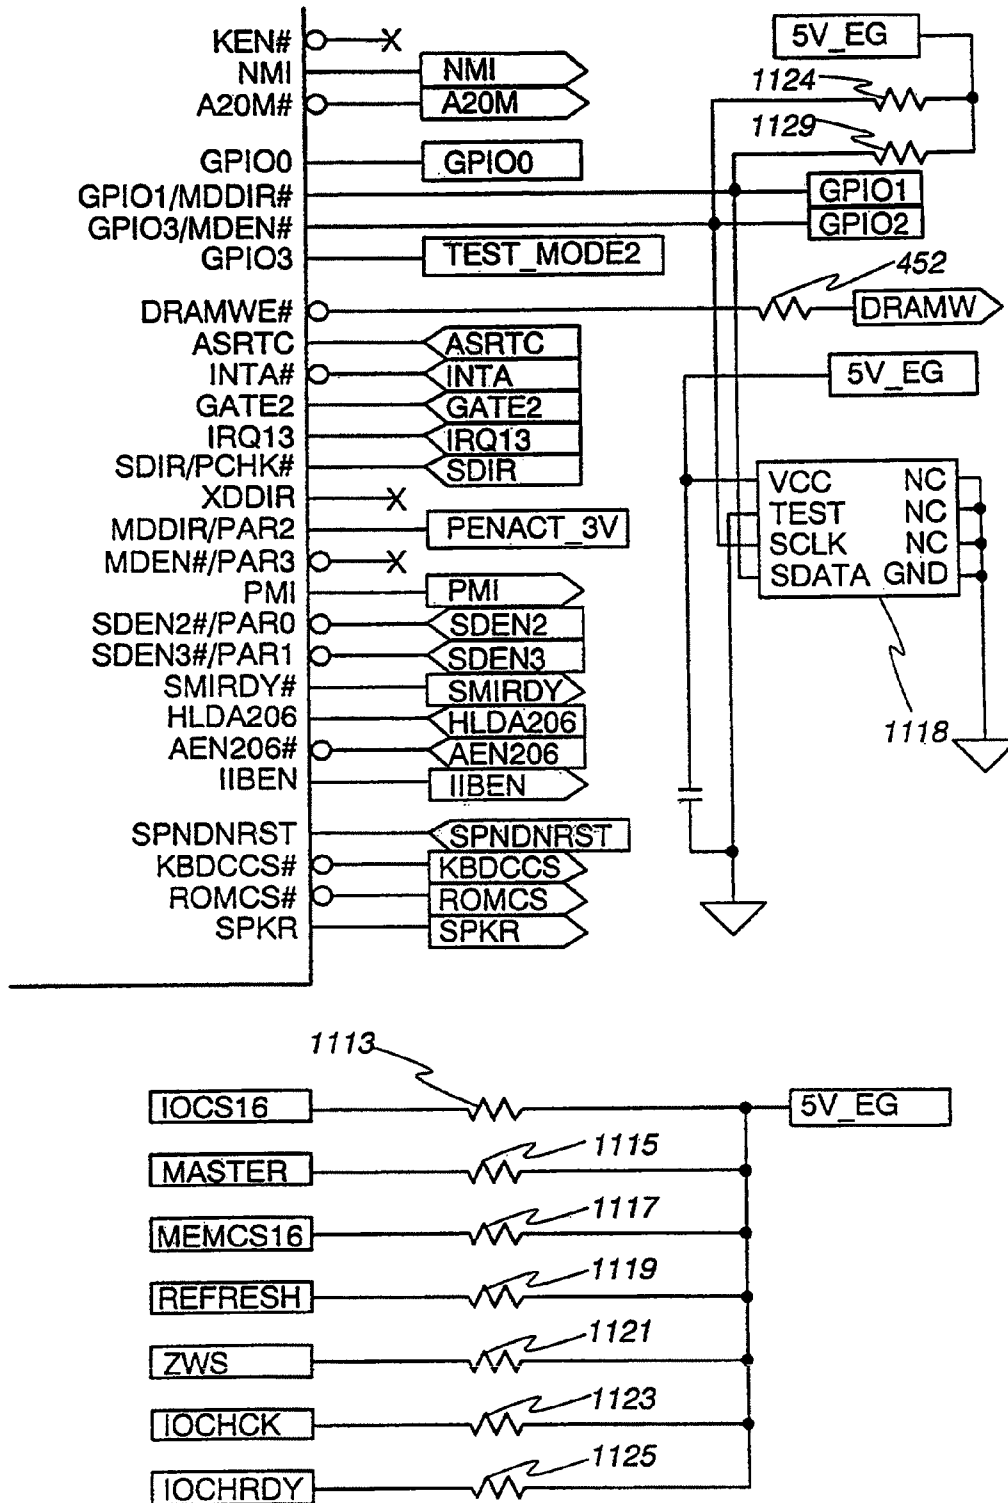 KEN# X 5V_EG
NMI NMI 1124
A20M# A20M 1129
GPIO0 GPIO0
GPIO1/MDDIR# GPIO1
GPIO3/MDEN# GPIO2
GPIO3 TEST_MODE2 452
DRAMWE# DRAMW
ASRTC ASRTC
INTA# INTA 5V_EG
GATE2 GATE2
IRQ13 IRQ13
SDIR/PCHK# SDIR
XDDIR X
MDDIR/PAR2 PENACT_3V
MDEN#/PAR3 X
VCC NC
TEST NC
SCLK NC
SDATA GND
1118
PMI PMI
SDEN2#/PAR0 SDEN2
SDEN3#/PAR1 SDEN3
SMIRDY# SMIRDY
HLDA206 HLDA206
AEN206# AEN206
IIBEN IIBEN
SPNDNRST SPNDNRST
KBDCCS# KBDCCS
ROMCS# ROMCS
SPKR SPKR
1113
IOCS16 5V_EG
MASTER 1115
MEMCS16 1117
REFRESH 1119
ZWS 1121
IOCHCK 1123
IOCHRDY 1125